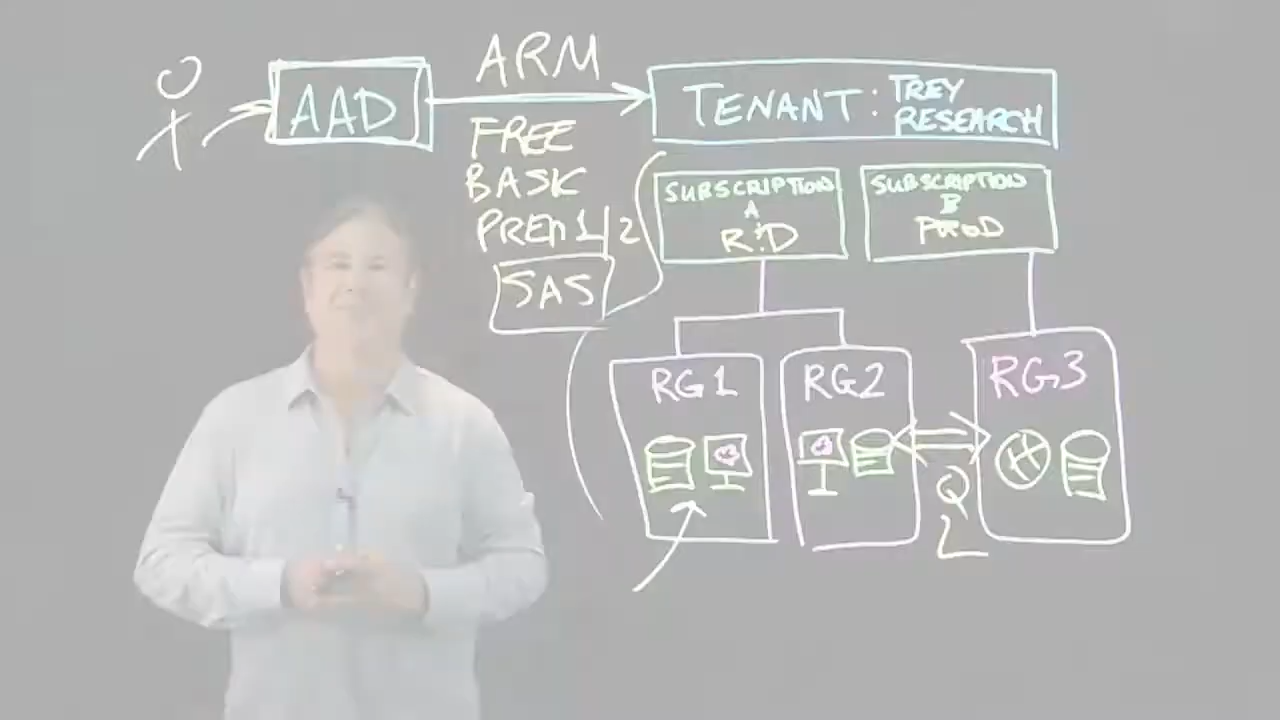 ARM
AAD
TENANT: TREY
RESEARCH
FREE
BASIC
PREM 1/2
SAS
SUBSCRIPTION
A
R&D
SUBSCRIPTION
B
PROD
RG1
RG2
RG3
Q
L